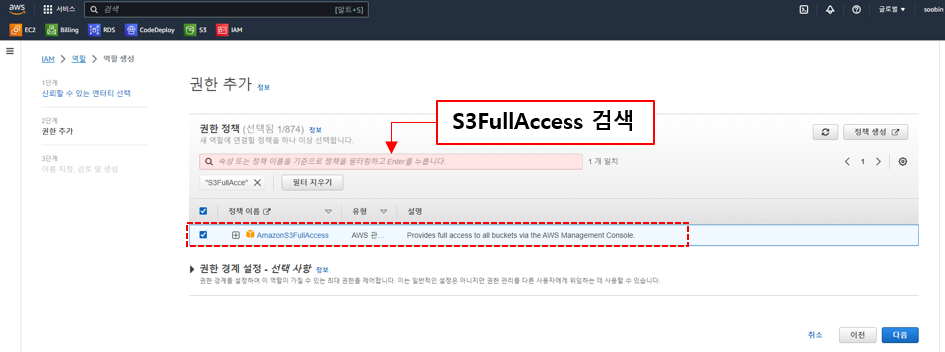 aws 서비스 검색 [알트+S] 글로벌 soobin
EC2 Billing RDS CodeDeploy S3 IAM
IAM > 역할 > 역할 생성
1단계
신뢰할 수 있는 엔터티 선택
2단계
권한 추가
3단계
이름 지정, 검토 및 생성
권한 추가 정보
S3FullAccess 검색
권한 정책 (선택됨 1/874) 정보
새 역할에 연결할 정책을 하나 이상 선택합니다.
정책 생성
속성 또는 정책 이름을 기준으로 정책을 필터링하고 Enter를 누릅니다.
1 개 일치
< 1 >
"S3FullAcce" 필터 지우기
정책 이름 유형 설명
AmazonS3FullAccess AWS 관... Provides full access to all buckets via the AWS Management Console.
권한 경계 설정 - 선택 사항 정보
권한 경계를 설정하여 이 역할이 가질 수 있는 최대 권한을 제어합니다. 이는 일반적인 설정은 아니지만 권한 관리를 다른 사용자에게 위임하는 데 사용할 수 있습니다.
취소 이전 다음